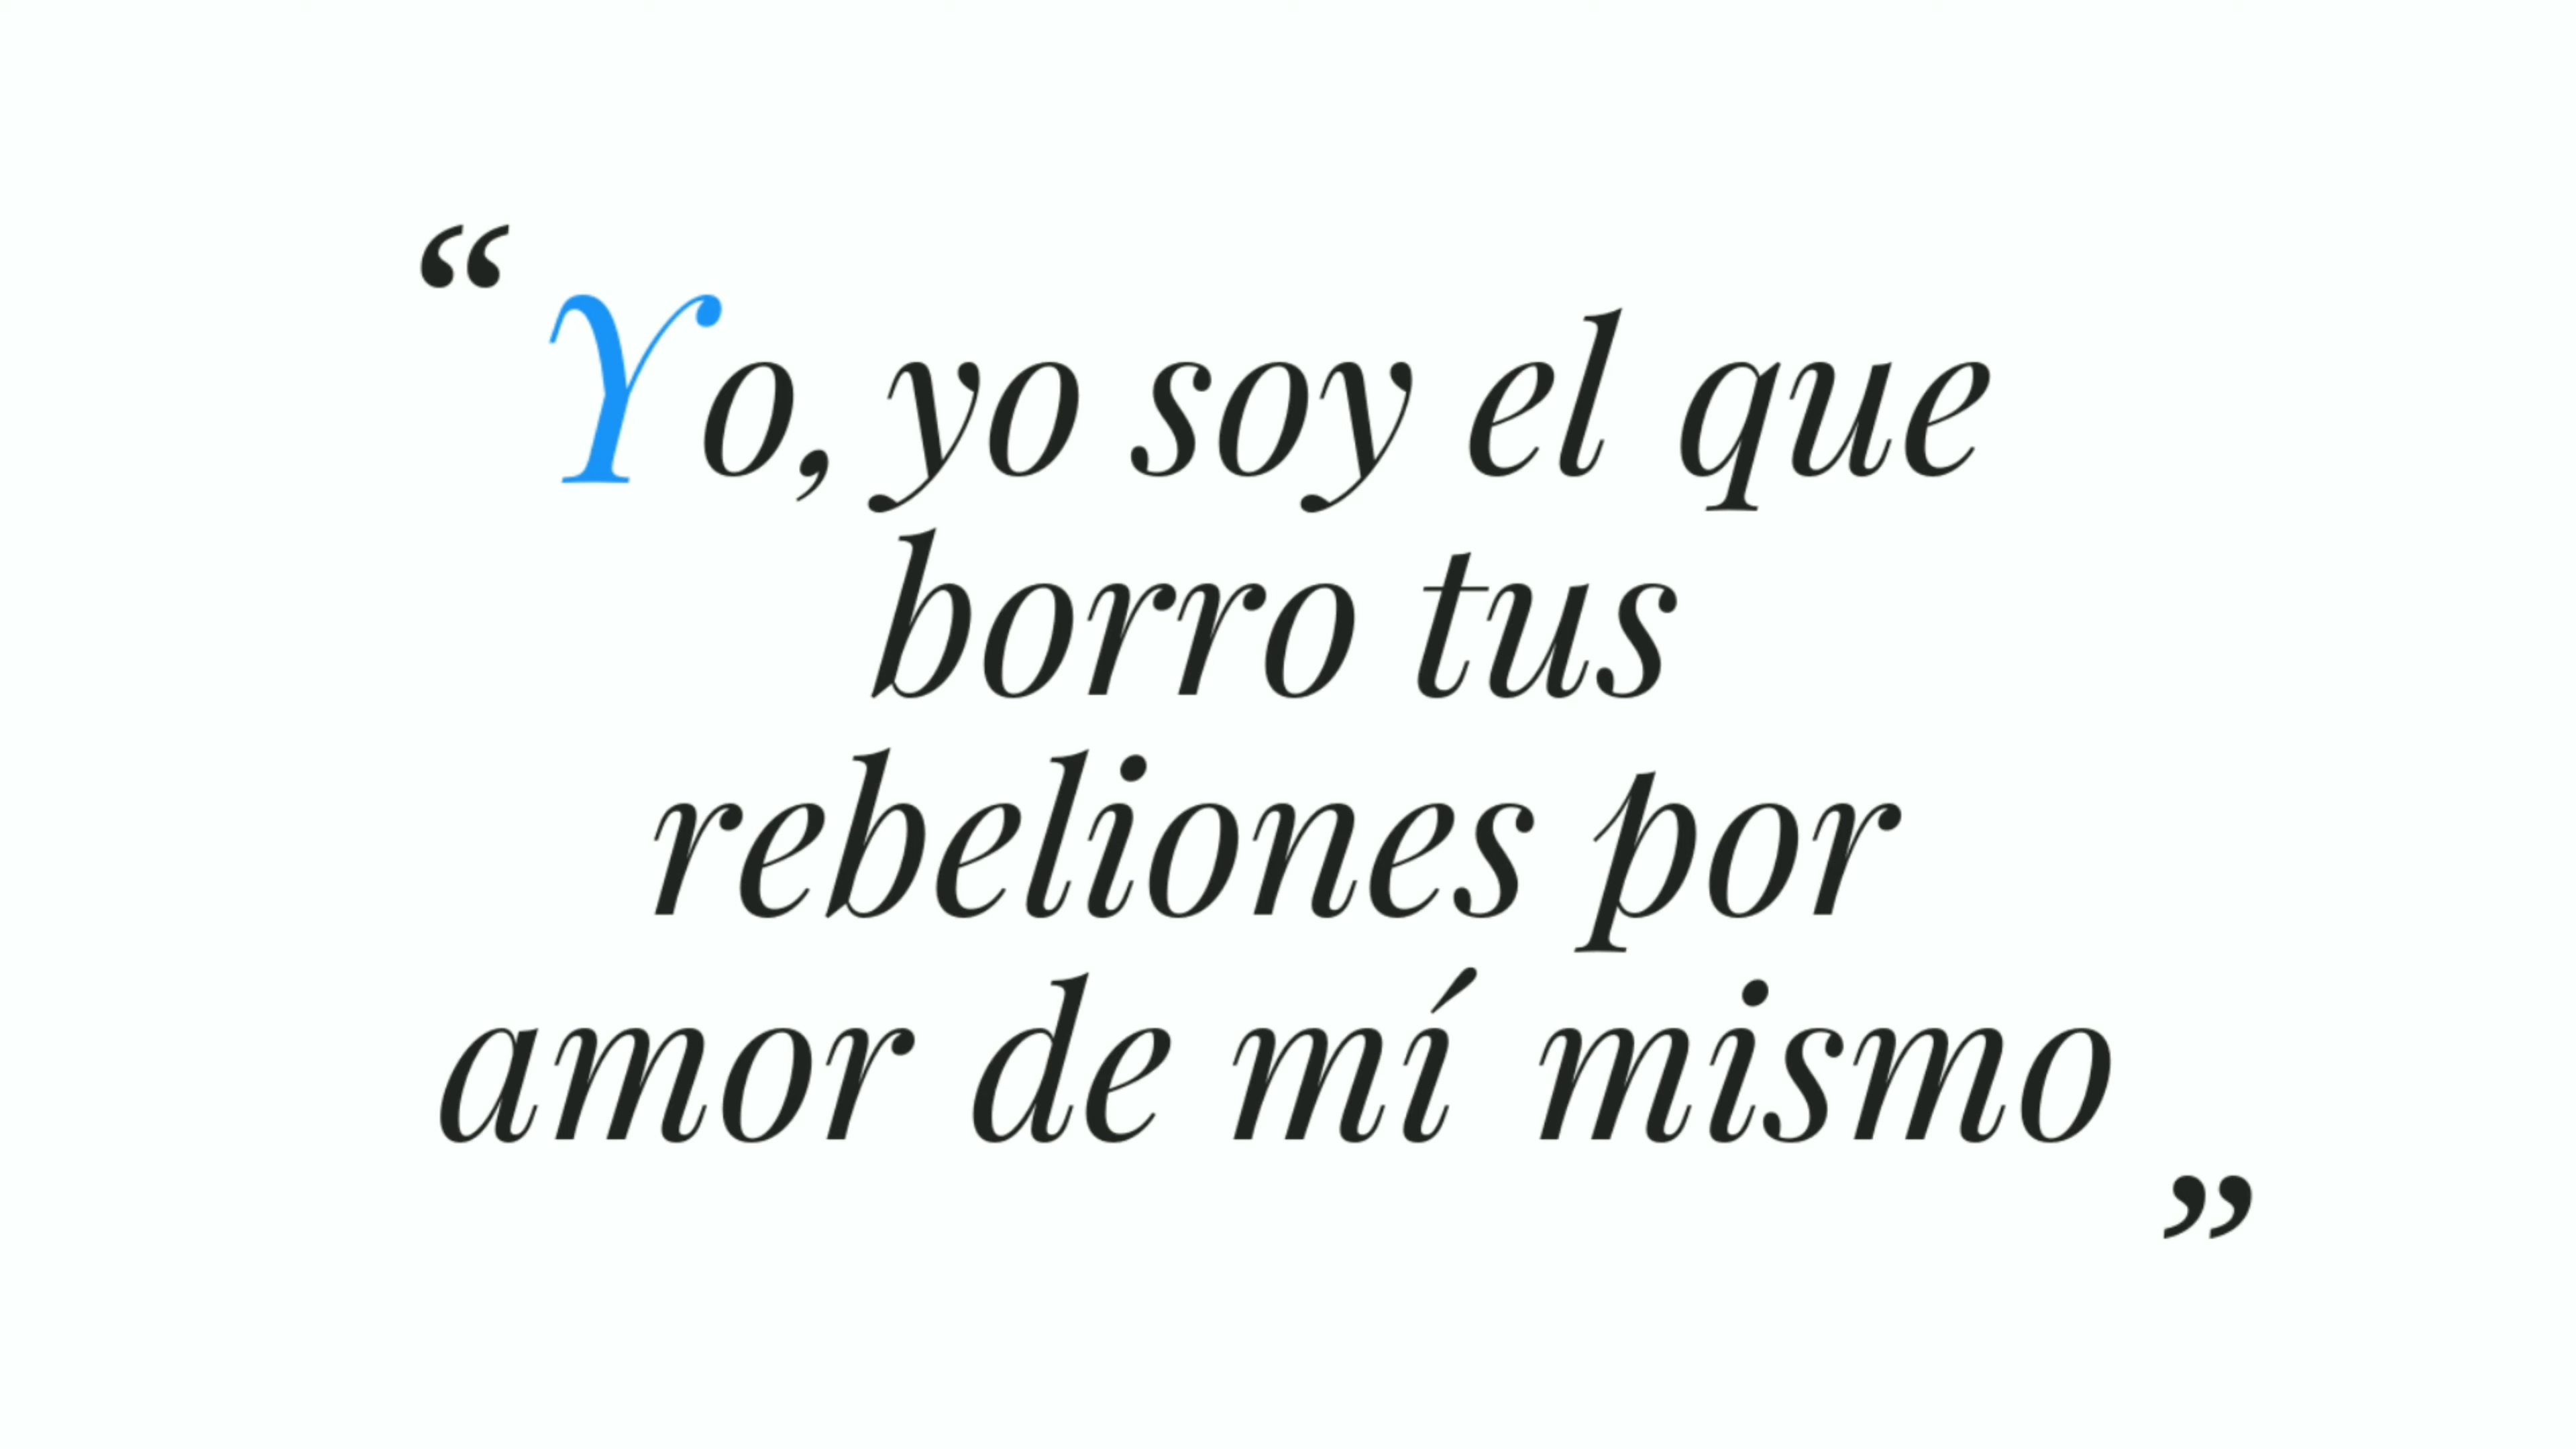 “Yo, yo soy el que
borro tus
rebeliones por
amor de mí mismo”